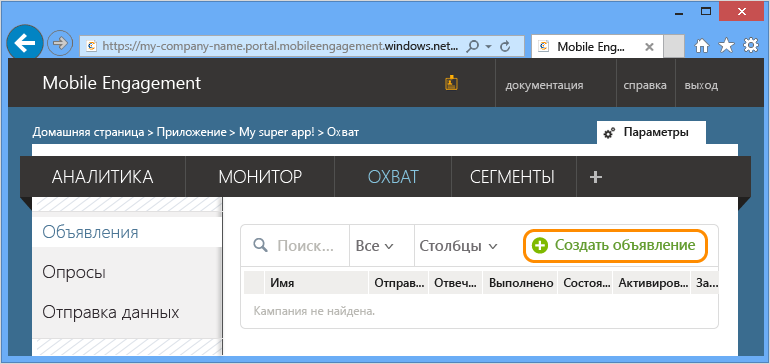 https://my-company-name.portal.mobileengagement.windows.net...
Mobile Eng...
Mobile Engagement
документация
справка
выход
Домашняя страница > Приложение > My super app! > Охват
Параметры
АНАЛИТИКА
МОНИТОР
ОХВАТ
СЕГМЕНТЫ
Объявления
Опросы
Отправка данных
Поиск...
Все
Столбцы
Создать объявление
Имя
Отправ...
Отвеч...
Выполнено
Состоя...
Активиров...
За...
Кампания не найдена.